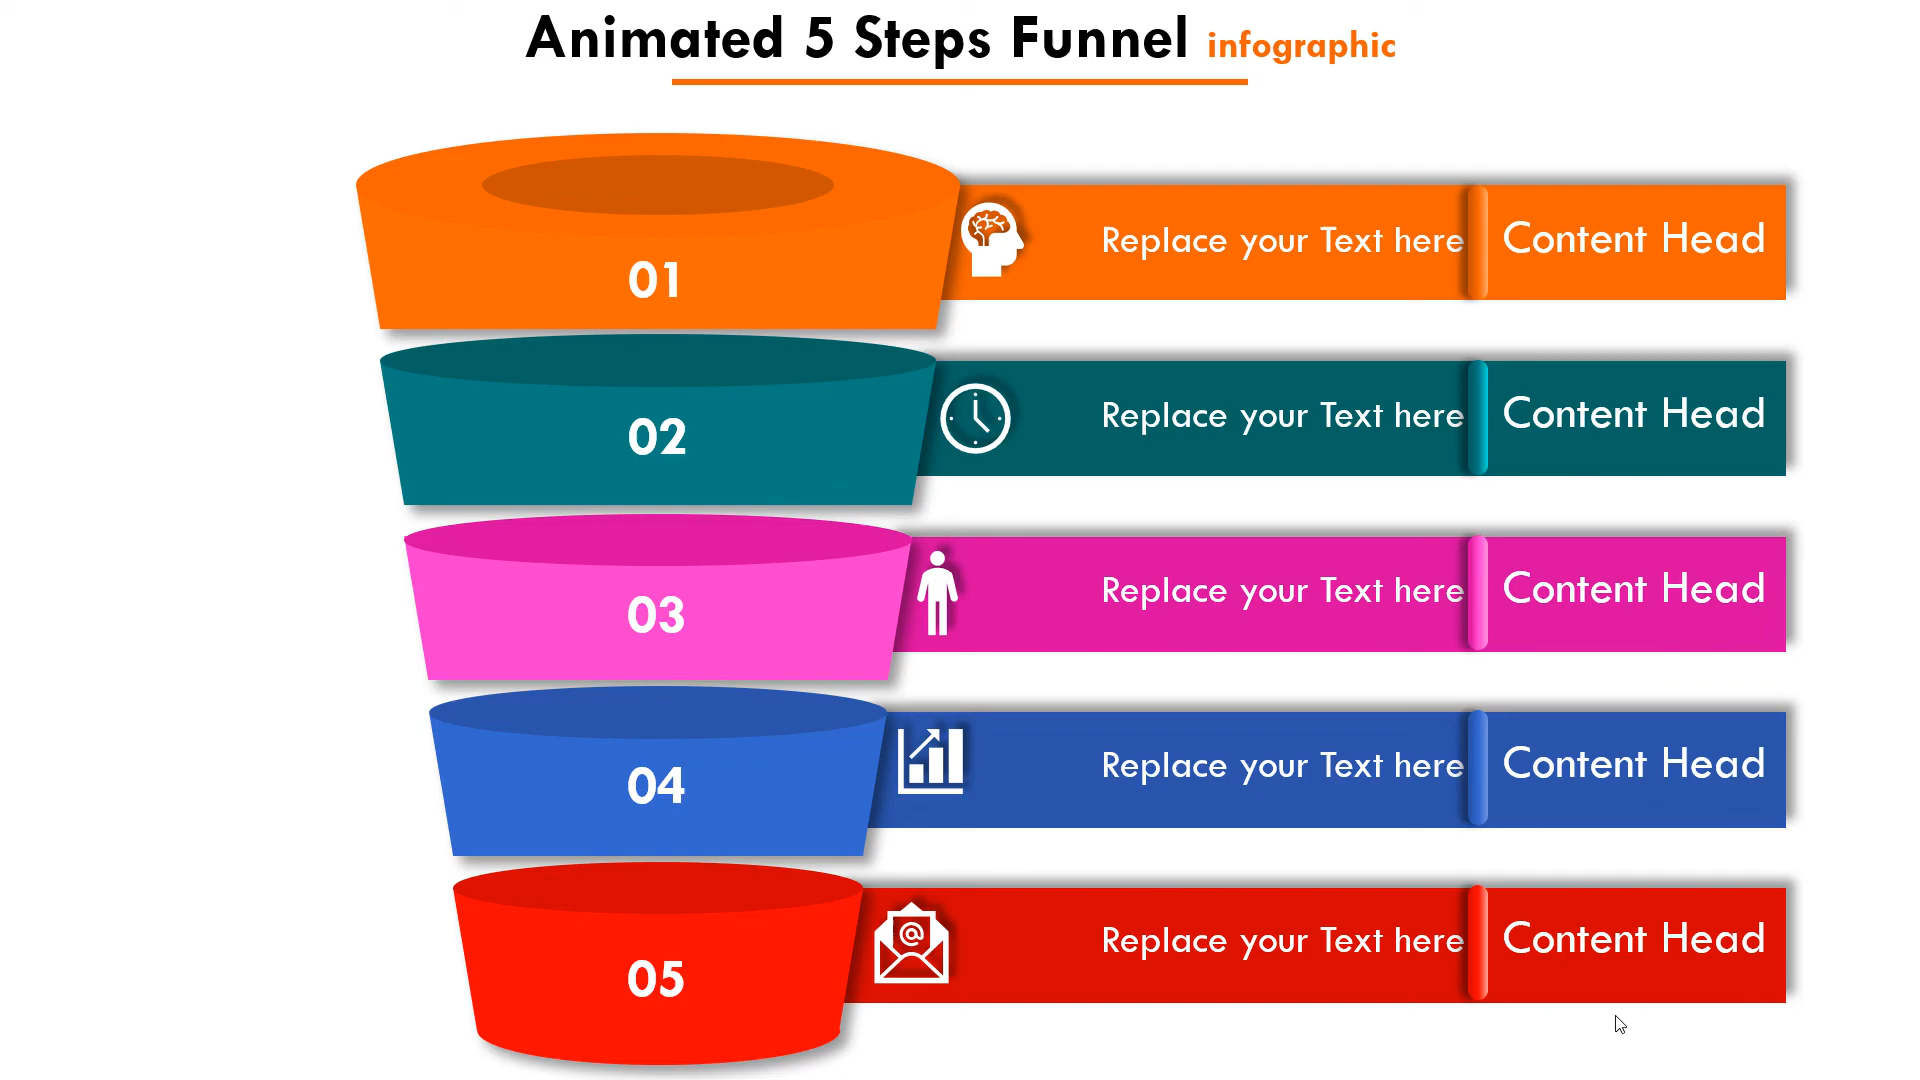 Animated 5 Steps Funnel infographic
01
Replace your Text here
Content Head
02
Replace your Text here
Content Head
03
Replace your Text here
Content Head
04
Replace your Text here
Content Head
@
05
Replace your Text here
Content Head